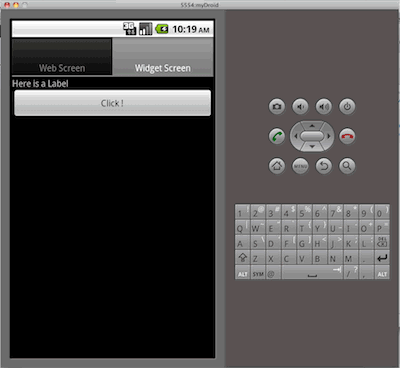 5554:myDroid
3G
10:19 AM
Web Screen
Widget Screen
Here is a Label
Click !
MENU
1 2 3 4 5 6 7 8 9 0
Q W E R T Y U I O P
A S D F G H J K L DEL
Z X C V B N M .
ALT SYM @ / ? , ALT